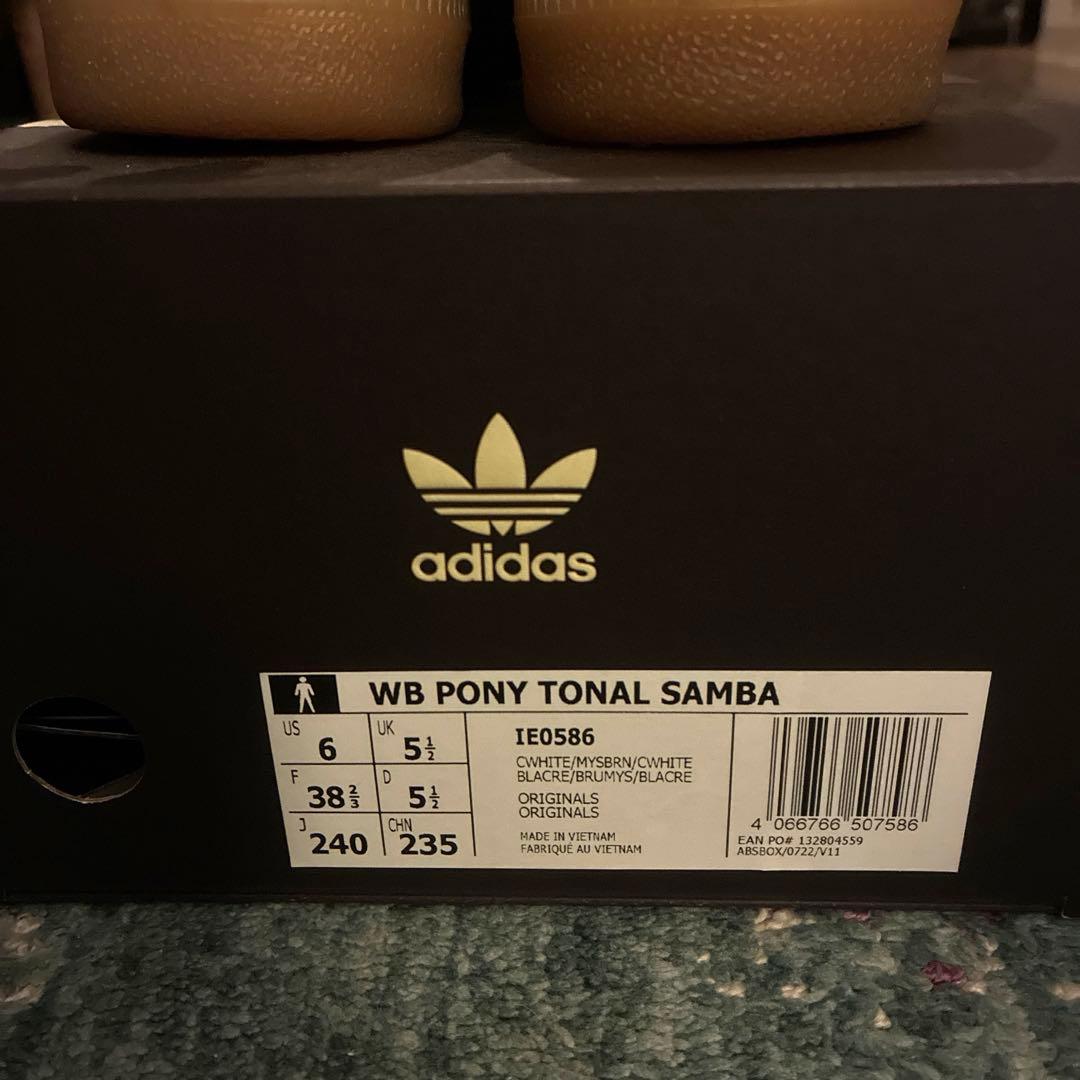 adidas
WB PONY TONAL SAMBA
US 6 UK 5½
F 38⅔ D 5½
J 240 CHN 235
IE0586
CWHITE/MYSBRN/CWHITE
BLACRE/BRUMYS/BLACRE
ORIGINALS
ORIGINALS
MADE IN VIETNAM
FABRIQUÉ AU VIETNAM
4 066766 507586
EAN PO# 132804559
ABSBOX/0722/V11